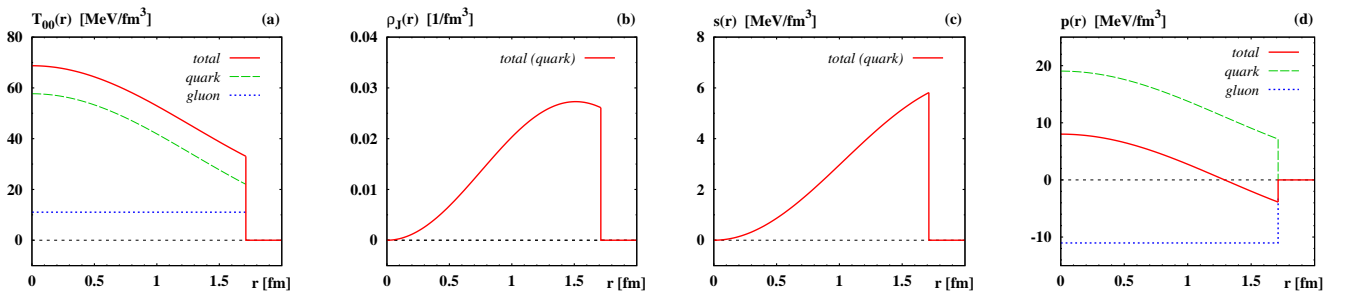 T₀₀(r) [MeV/fm³] (a)
80
60
40
20
0
total
quark
gluon
0 0.5 1 1.5 r [fm]
ρJ(r) [1/fm³] (b)
0.04
0.03
0.02
0.01
0
total (quark)
0 0.5 1 1.5 r [fm]
s(r) [MeV/fm³] (c)
8
6
4
2
0
total (quark)
0 0.5 1 1.5 r [fm]
p(r) [MeV/fm³] (d)
20
10
0
-10
total
quark
gluon
0 0.5 1 1.5 r [fm]